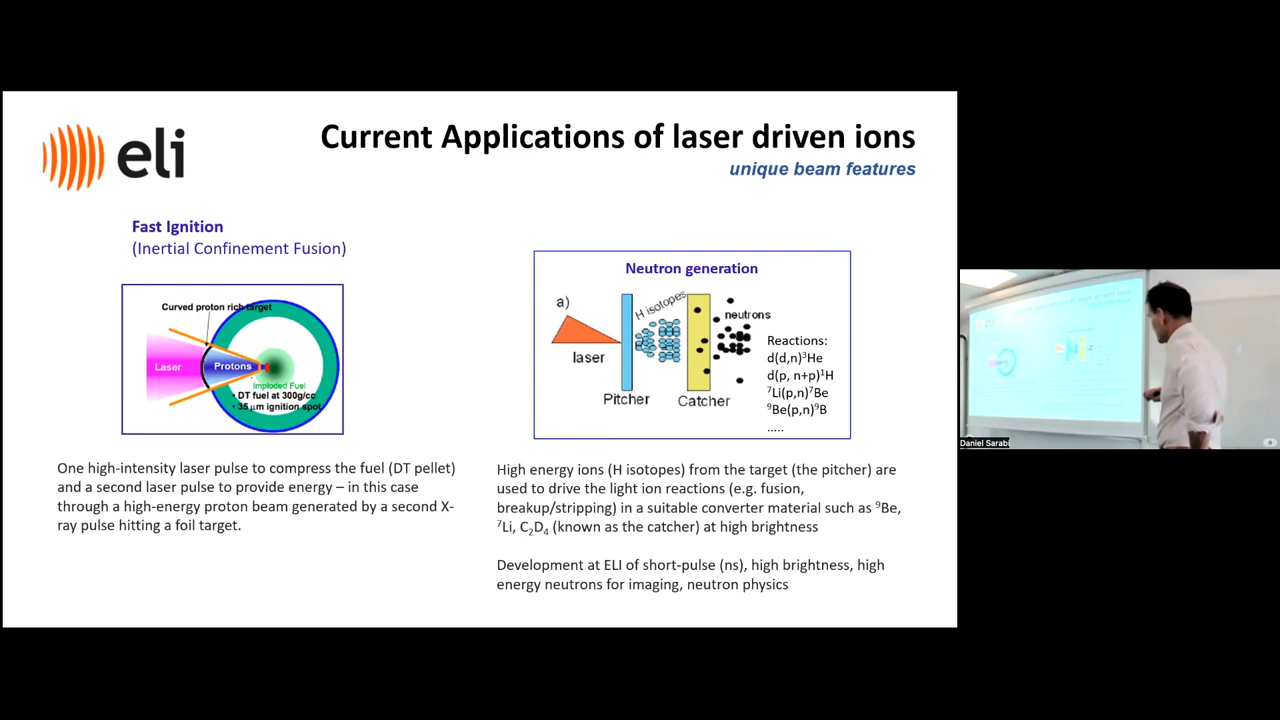 eli
Current Applications of laser driven ions
unique beam features
Fast Ignition
(Inertial Confinement Fusion)
Curved proton rich target
Laser
Protons
Imploded Fuel
• DT fuel at 300g/cc
• 35 µm ignition spot
One high-intensity laser pulse to compress the fuel (DT pellet)
and a second laser pulse to provide energy – in this case
through a high-energy proton beam generated by a second X-
ray pulse hitting a foil target.
Neutron generation
a)
H isotopes
neutrons
laser
Pitcher
Catcher
Reactions:
d(d,n)³He
d(p, n+p)¹H
⁷Li(p,n)⁷Be
⁹Be(p,n)⁹B
.....
High energy ions (H isotopes) from the target (the pitcher) are
used to drive the light ion reactions (e.g. fusion,
breakup/stripping) in a suitable converter material such as ⁹Be,
⁷Li, C₂D₄ (known as the catcher) at high brightness
Development at ELI of short-pulse (ns), high brightness, high
energy neutrons for imaging, neutron physics
Daniel Sarabi